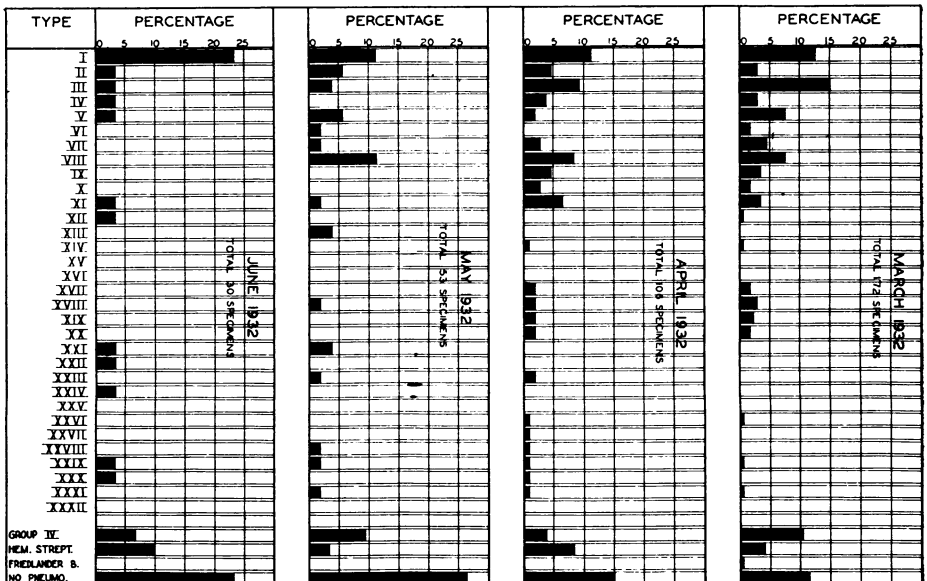 TYPE PERCENTAGE PERCENTAGE PERCENTAGE PERCENTAGE
0 5 10 15 20 25 0 5 10 15 20 25 0 5 10 15 20 25 0 5 10 15 20 25
I
II
III
IV
V
VI
VII
VIII
IX
X
XI
XII
XIII
XIV
XV
XVI
XVII
XVIII
XIX
XX
XXI
XXII
XXIII
XXIV
XXV
XXVI
XXVII
XXVIII
XXIX
XXX
XXXI
XXXII
GROUP IV
HEM. STREPT.
FRIEDLANDER B.
NO PNEUMO.
JUNE 1932
TOTAL 30 SPECIMENS
MAY 1932
TOTAL 53 SPECIMENS
APRIL 1932
TOTAL 106 SPECIMENS
MARCH 1932
TOTAL 172 SPECIMENS